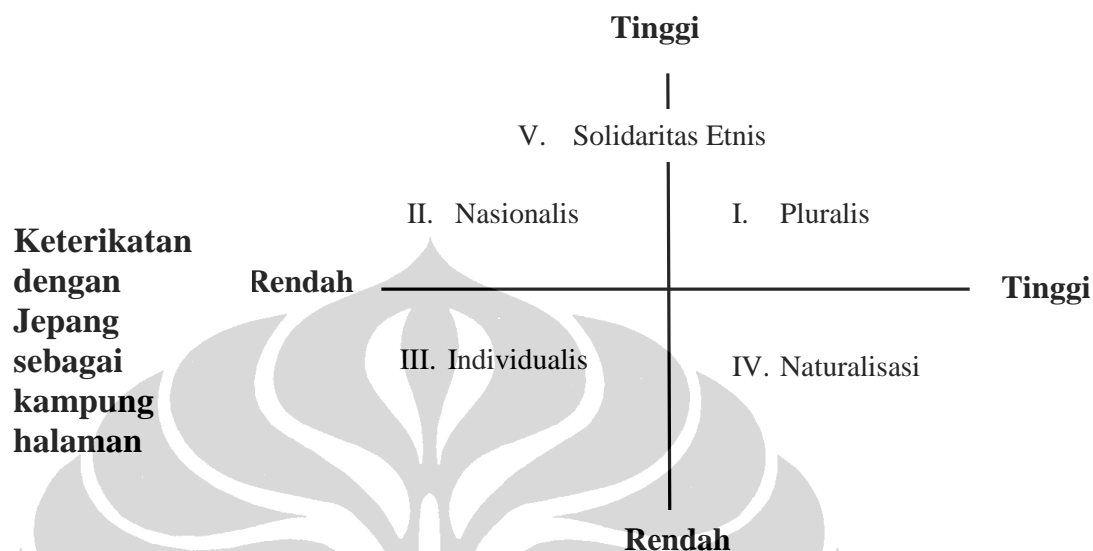 Tinggi
V. Solidaritas Etnis
II. Nasionalis
I. Pluralis
Keterikatan
dengan
Jepang
sebagai
kampung
halaman
Rendah
Tinggi
III. Individualis
IV. Naturalisasi
Rendah